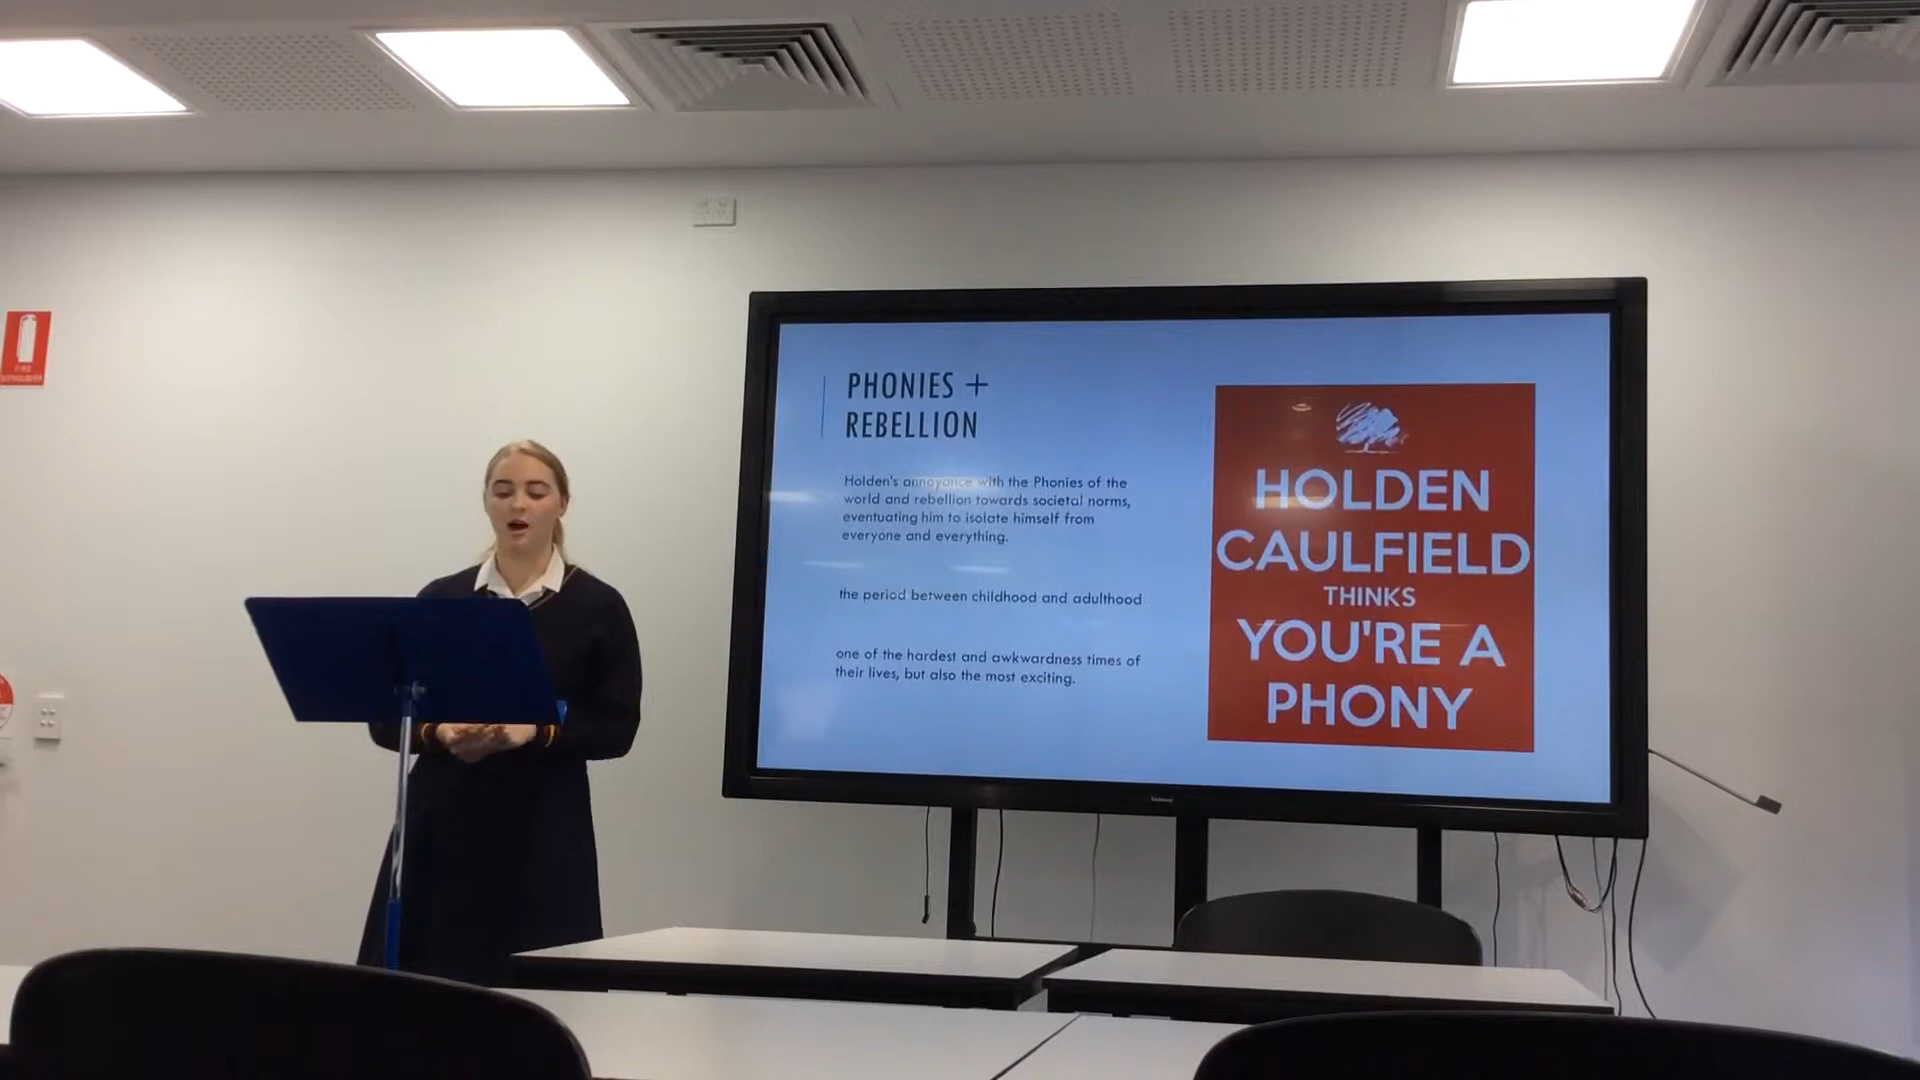 FIRE
PHONIES +
REBELLION
Holden's annoyance with the Phonies of the
world and rebellion towards societal norms,
eventuating him to isolate himself from
everyone and everything.
the period between childhood and adulthood
one of the hardest and awkwardness times of
their lives, but also the most exciting.
HOLDEN
CAULFIELD
THINKS
YOU'RE A
PHONY